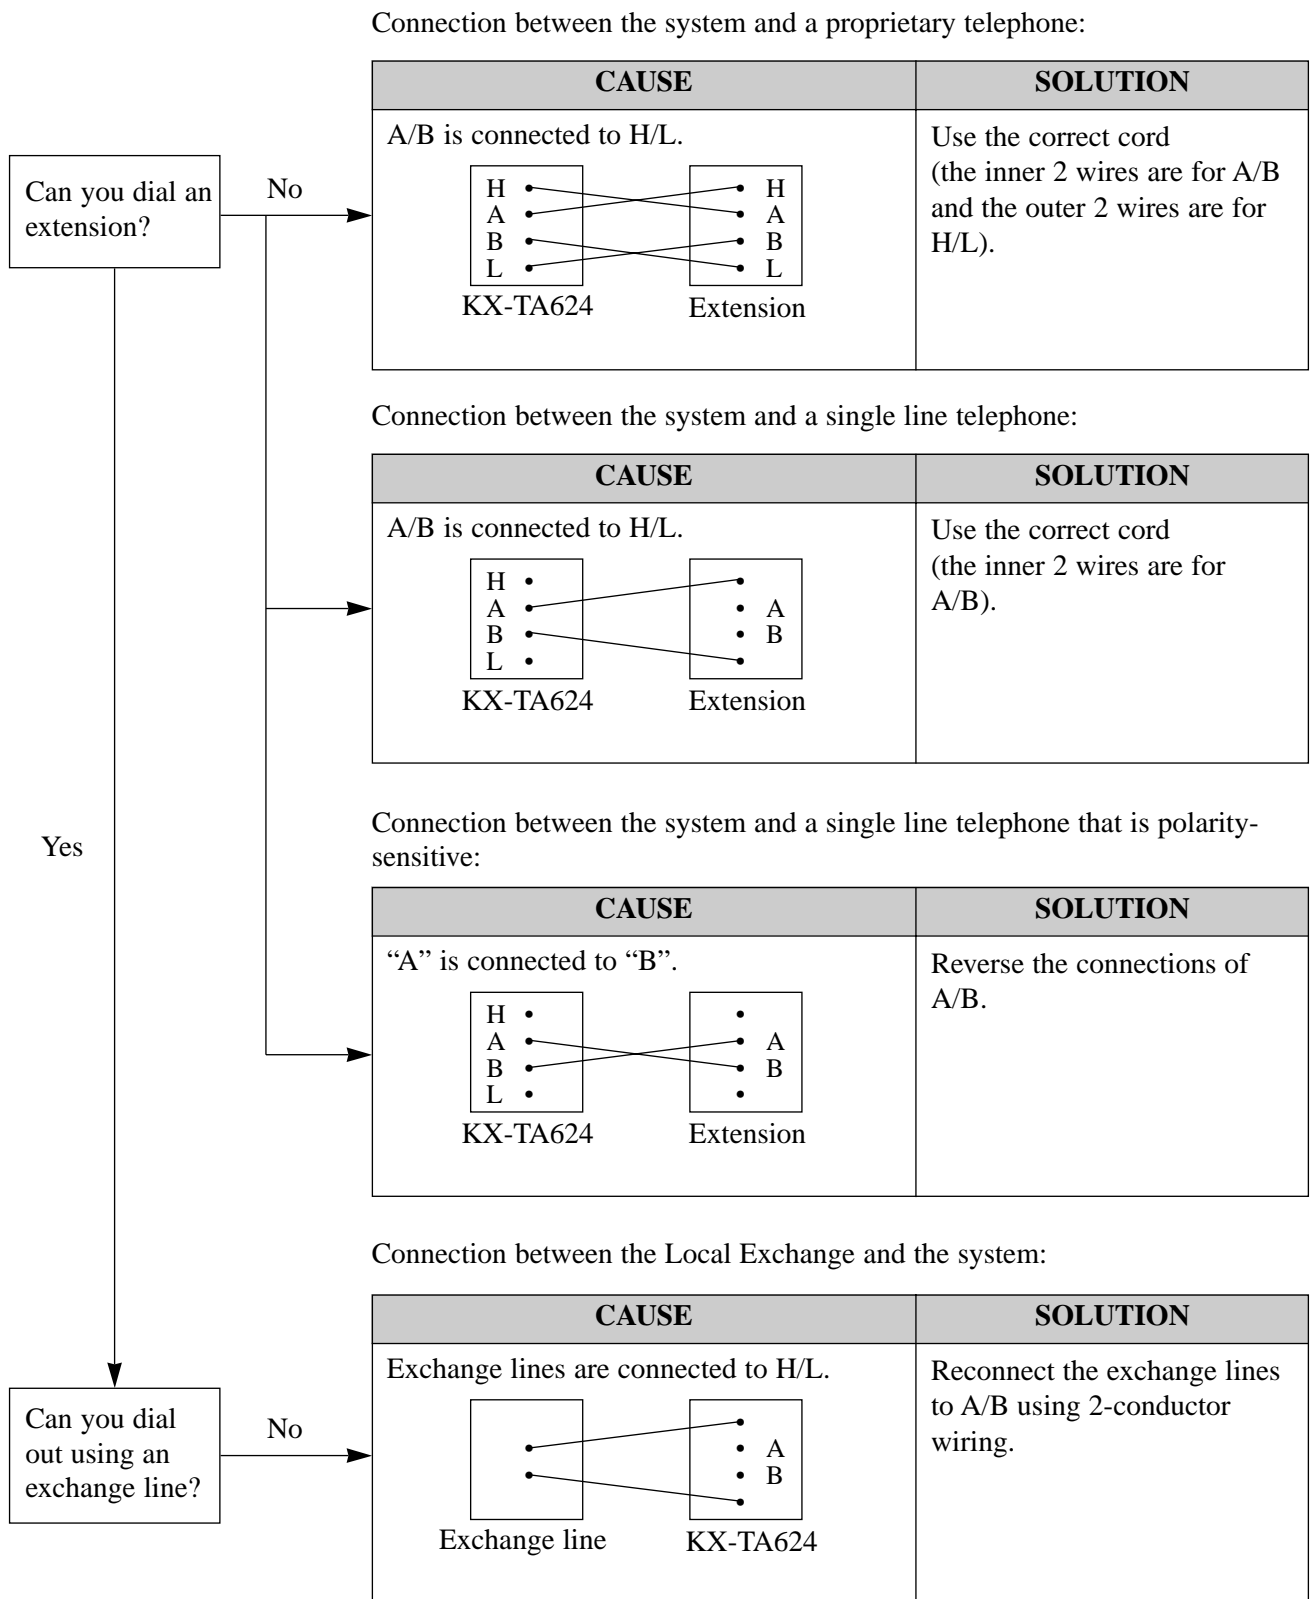 Connection between the system and a proprietary telephone:
CAUSE
SOLUTION
Can you dial an
extension?
No
A/B is connected to H/L.
H
A
B
L
KX-TA624
H
A
B
L
Extension
Use the correct cord
(the inner 2 wires are for A/B
and the outer 2 wires are for
H/L).
Connection between the system and a single line telephone:
CAUSE
SOLUTION
A/B is connected to H/L.
H
A
B
L
KX-TA624
A
B
Extension
Use the correct cord
(the inner 2 wires are for
A/B).
Yes
Connection between the system and a single line telephone that is polarity-
sensitive:
CAUSE
SOLUTION
“A” is connected to “B”.
H
A
B
L
KX-TA624
A
B
Extension
Reverse the connections of
A/B.
Connection between the Local Exchange and the system:
CAUSE
SOLUTION
Can you dial
out using an
exchange line?
No
Exchange lines are connected to H/L.
Exchange line
A
B
KX-TA624
Reconnect the exchange lines
to A/B using 2-conductor
wiring.